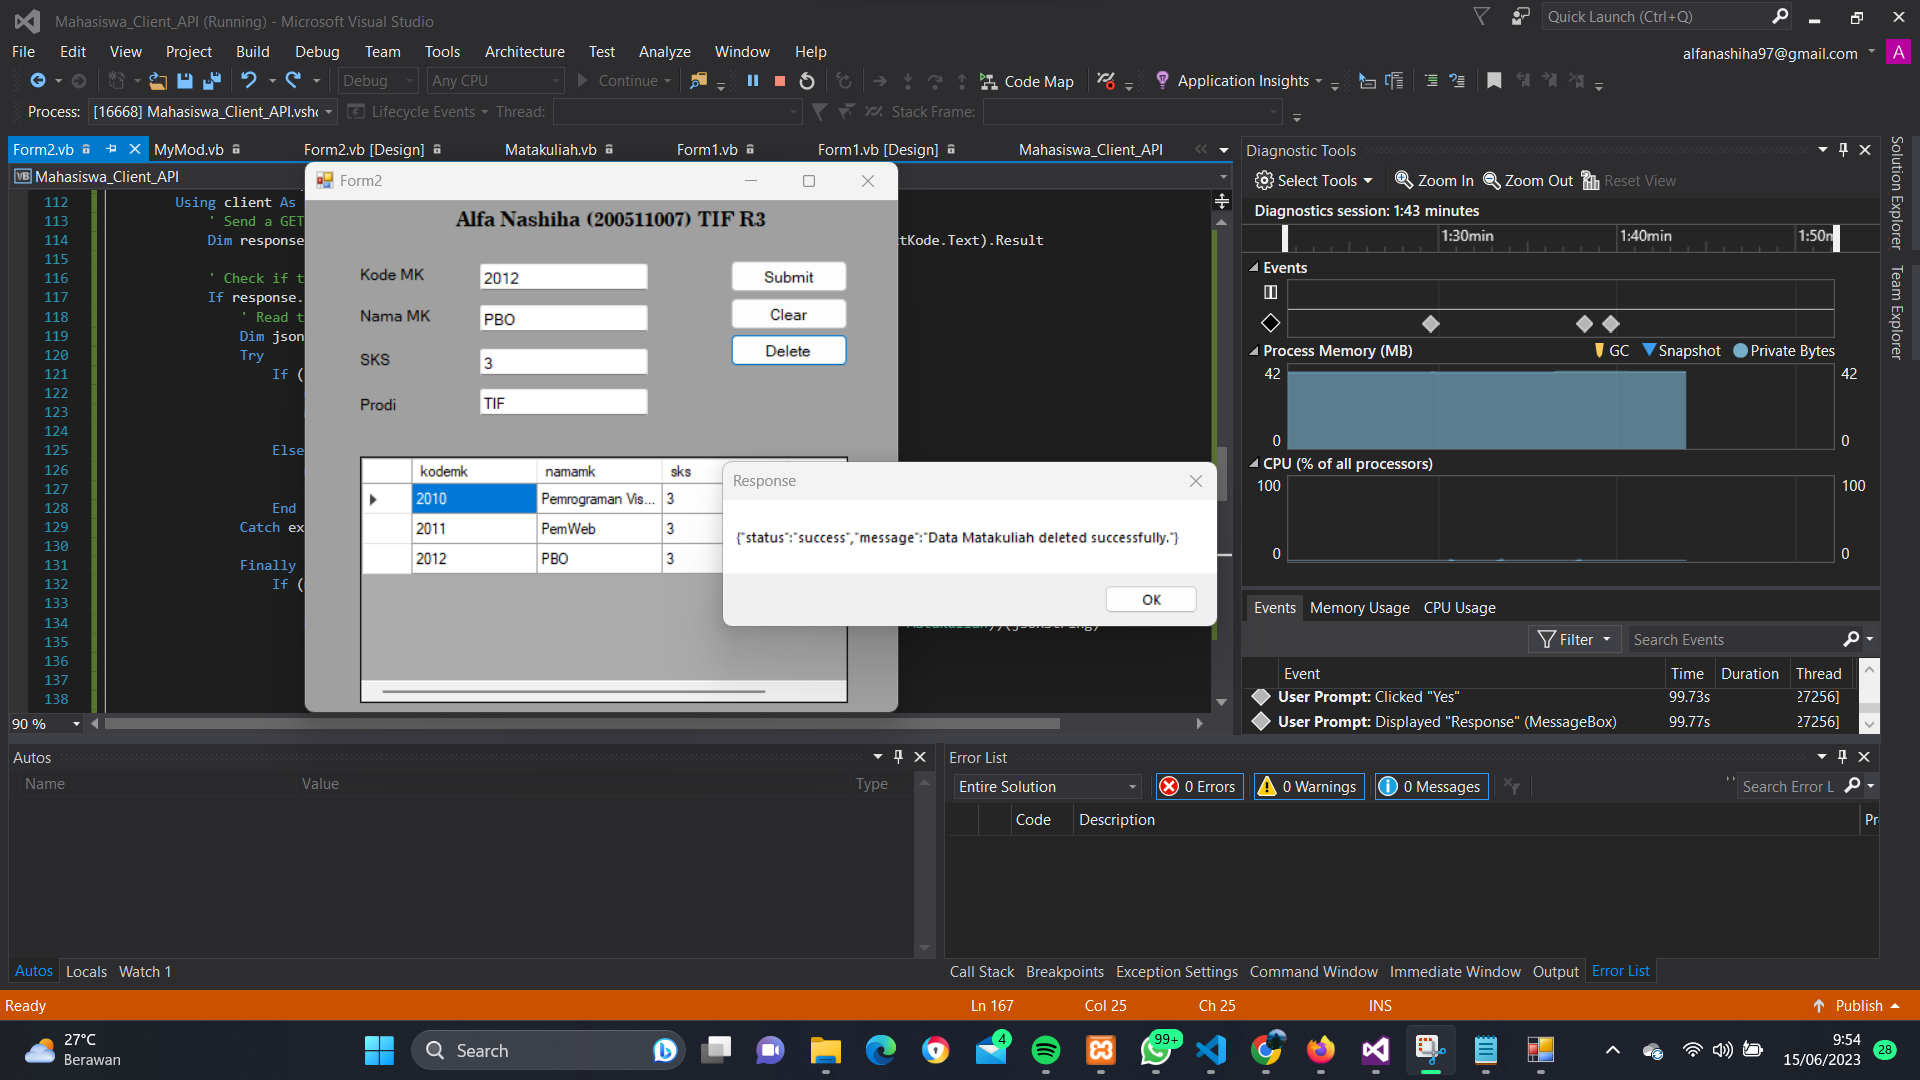 Mahasiswa_Client_API (Running) - Microsoft Visual Studio
Quick Launch (Ctrl+Q)
File Edit View Project Build Debug Team Tools Architecture Test Analyze Window Help
alfanashiha97@gmail.com A
Debug Any CPU Continue Code Map Application Insights
Process: [16668] Mahasiswa_Client_API.vsho Lifecycle Events Thread: Stack Frame:
Form2.vb MyMod.vb Form2.vb [Design] Matakuliah.vb Form1.vb Form1.vb [Design] Mahasiswa_Client_API
VB Mahasiswa_Client_API
112 Using client As
113 ' Send a GET
114 Dim response tKode.Text).Result
115
116 ' Check if t
117 If response.
118 ' Read t
119 Dim json
120 Try
121 If (
122
123
124
125 Else
126
127
128 End
129 Catch ex
130
131 Finally
132 If (
133
134
135
136
137
138
90 %
Form2
Alfa Nashiha (200511007) TIF R3
Kode MK 2012 Submit
Nama MK PBO Clear
SKS 3 Delete
Prodi TIF
kodemk namamk sks
2010 Pemrograman Vis... 3
2011 PemWeb 3
2012 PBO 3
Response
{"status":"success","message":"Data Matakuliah deleted successfully."}
OK
Diagnostic Tools
Select Tools Zoom In Zoom Out Reset View
Diagnostics session: 1:43 minutes
1:30min 1:40min 1:50m
Events
Process Memory (MB) GC Snapshot Private Bytes
42 42
0 0
CPU (% of all processors)
100 100
0 0
Events Memory Usage CPU Usage
Filter Search Events
Event Time Duration Thread
User Prompt: Clicked "Yes" 99.73s 27256]
User Prompt: Displayed "Response" (MessageBox) 99.77s 27256]
Solution Explorer
Team Explorer
Autos
Name Value Type
Autos Locals Watch 1
Error List
Entire Solution 0 Errors 0 Warnings 0 Messages Search Error L
Code Description Pr
Call Stack Breakpoints Exception Settings Command Window Immediate Window Output Error List
Ready Ln 167 Col 25 Ch 25 INS Publish
27°C
Berawan
Search
4
99+
9:54
15/06/2023
28